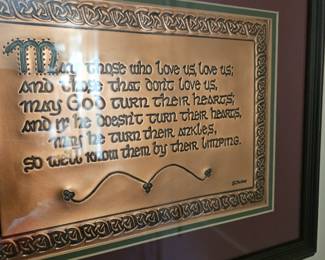 May those who love us, love us;
and those that don't love us,
may God turn their hearts;
and if he doesn't turn their hearts,
may he turn their ankles,
so we'll know them by their limping.